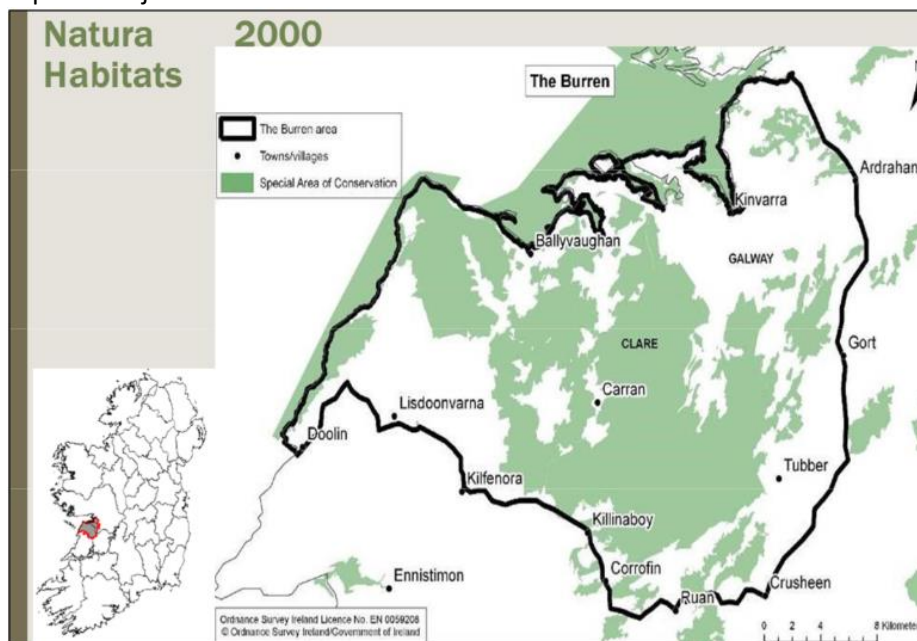 Natura 2000
Habitats
The Burren
The Burren area
Towns/villages
Special Area of Conservation
Ardrahan
Kinvarra
Ballyvaughan
GALWAY
CLARE
Gort
Carran
Lisdoonvarna
Doolin
Tubber
Kilfenora
Killinaboy
Ennistimon
Corrofin
Crusheen
Ruan
Ordnance Survey Ireland Licence No. EN 0059208
© Ordnance Survey Ireland/Government of Ireland
0 2 4 8 Kilomete